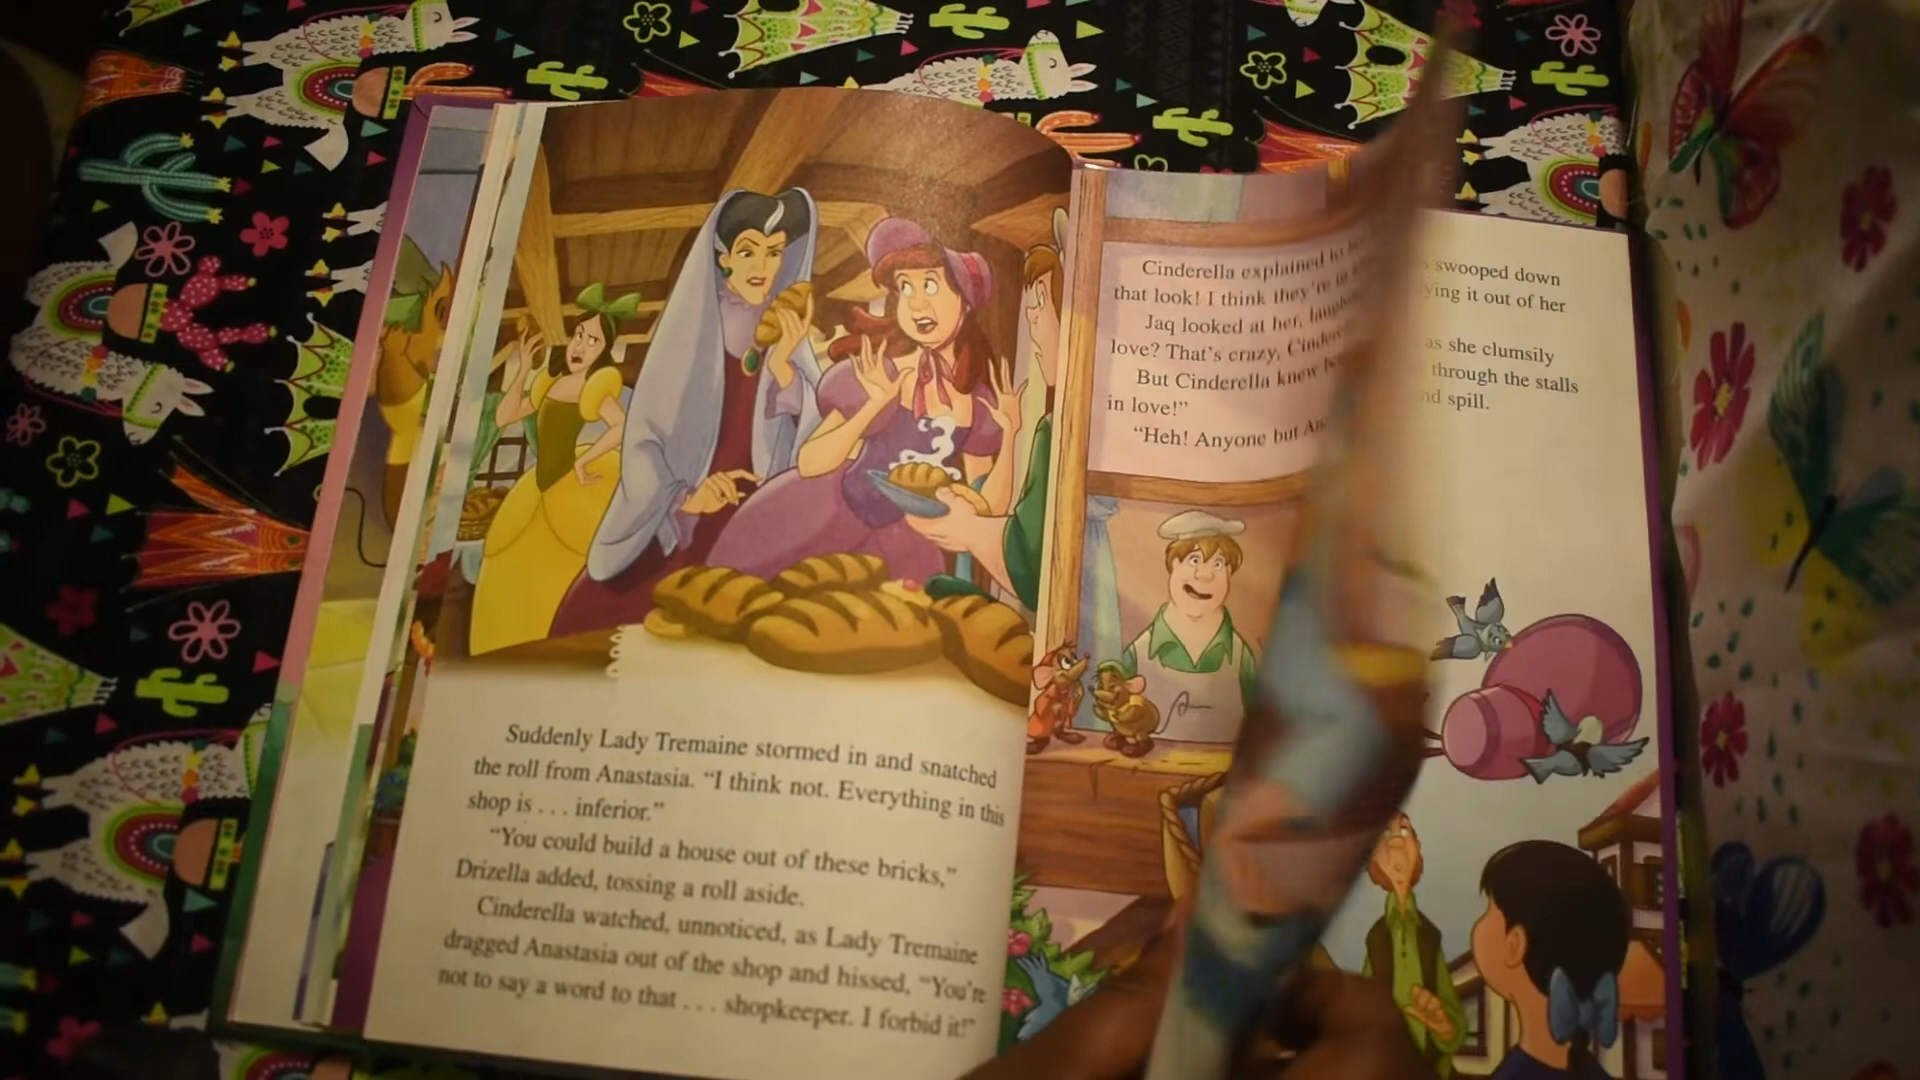 Suddenly Lady Tremaine stormed in and snatched
the roll from Anastasia. “I think not. Everything in this
shop is . . . inferior.”
“You could build a house out of these bricks,”
Drizella added, tossing a roll aside.
Cinderella watched, unnoticed, as Lady Tremaine
dragged Anastasia out of the shop and hissed, “You’re
not to say a word to that . . . shopkeeper. I forbid it!”
Cinderella explained to
that look! I think they’re in
Jaq looked at her,
love? That’s crazy,
But Cinderella knew
in love!”
“Heh! Anyone but
swooped down
it out of her
as she clumsily
through the stalls
spill.